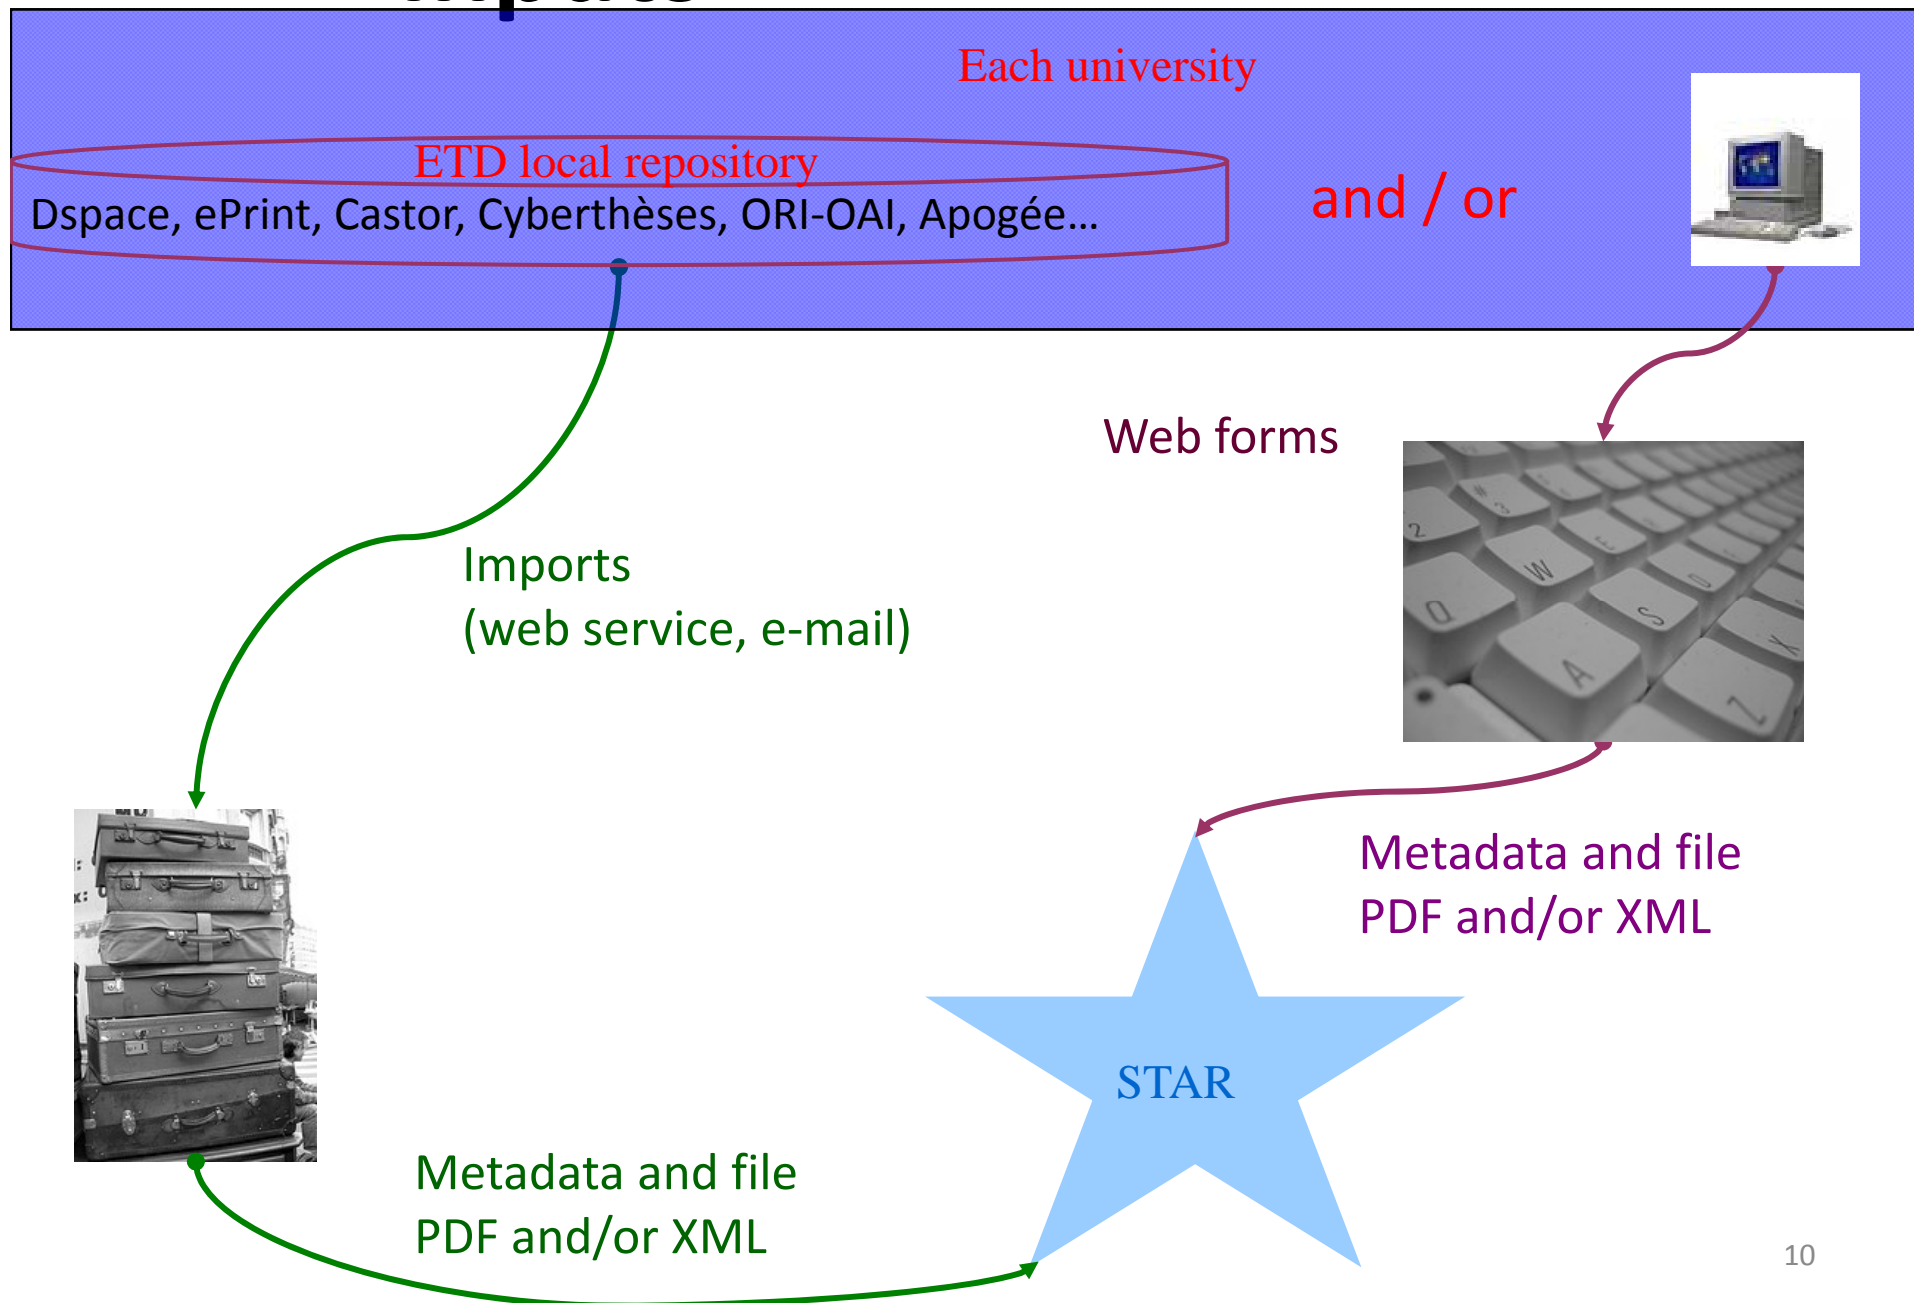 Each university
ETD local repository
Dspace, ePrint, Castor, Cyberthèses, ORI-OAI, Apogée...
and / or
Web forms
Imports
(web service, e-mail)
Metadata and file
PDF and/or XML
STAR
Metadata and file
PDF and/or XML
10